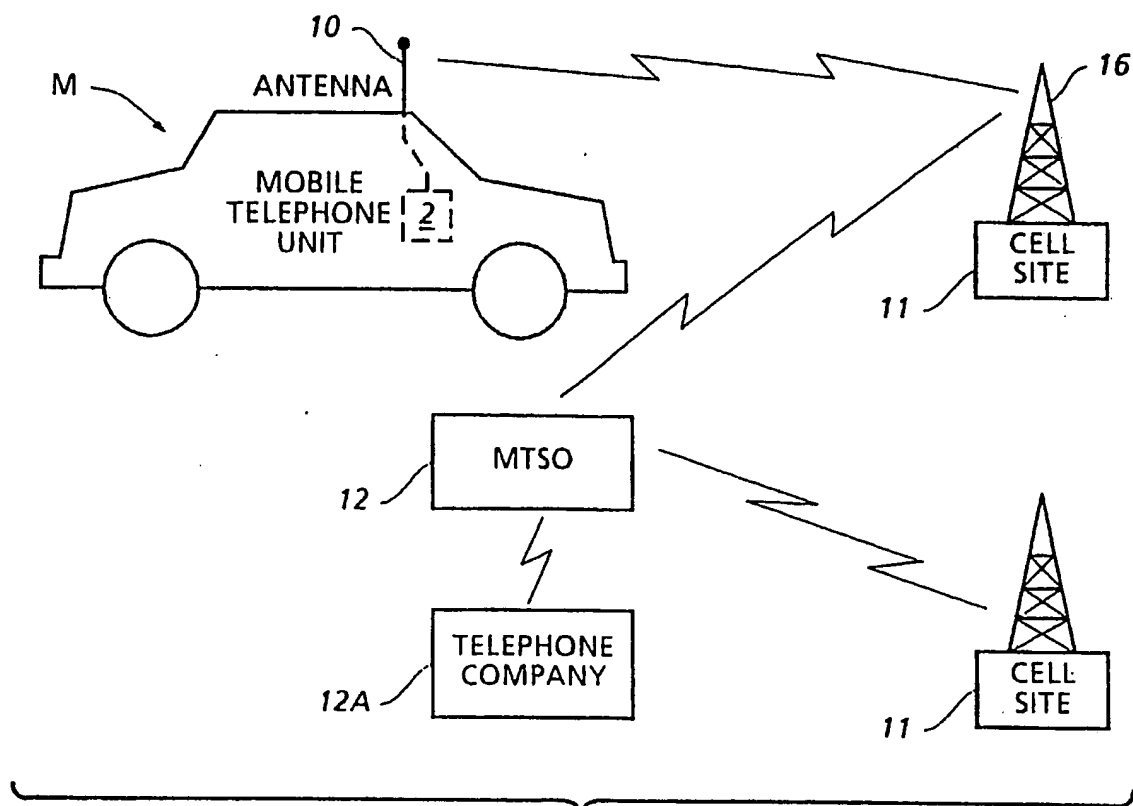 10
16
M
ANTENNA
MOBILE
TELEPHONE
UNIT
2
CELL
SITE
11
MTSO
12
TELEPHONE
COMPANY
12A
CELL
SITE
11